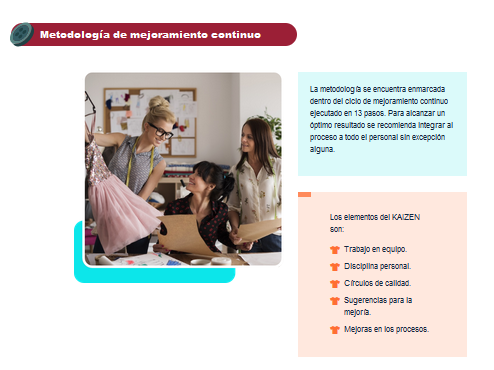 Metodología de mejoramiento continuo
La metodología se encuentra enmarcada
dentro del ciclo de mejoramiento continuo
ejecutado en 13 pasos. Para alcanzar un
óptimo resultado se recomienda integrar al
proceso a todo el personal sin excepción
alguna.
Los elementos del KAIZEN
son:
Trabajo en equipo.
Disciplina personal.
Círculos de calidad.
Sugerencias para la
mejoría.
Mejoras en los procesos.